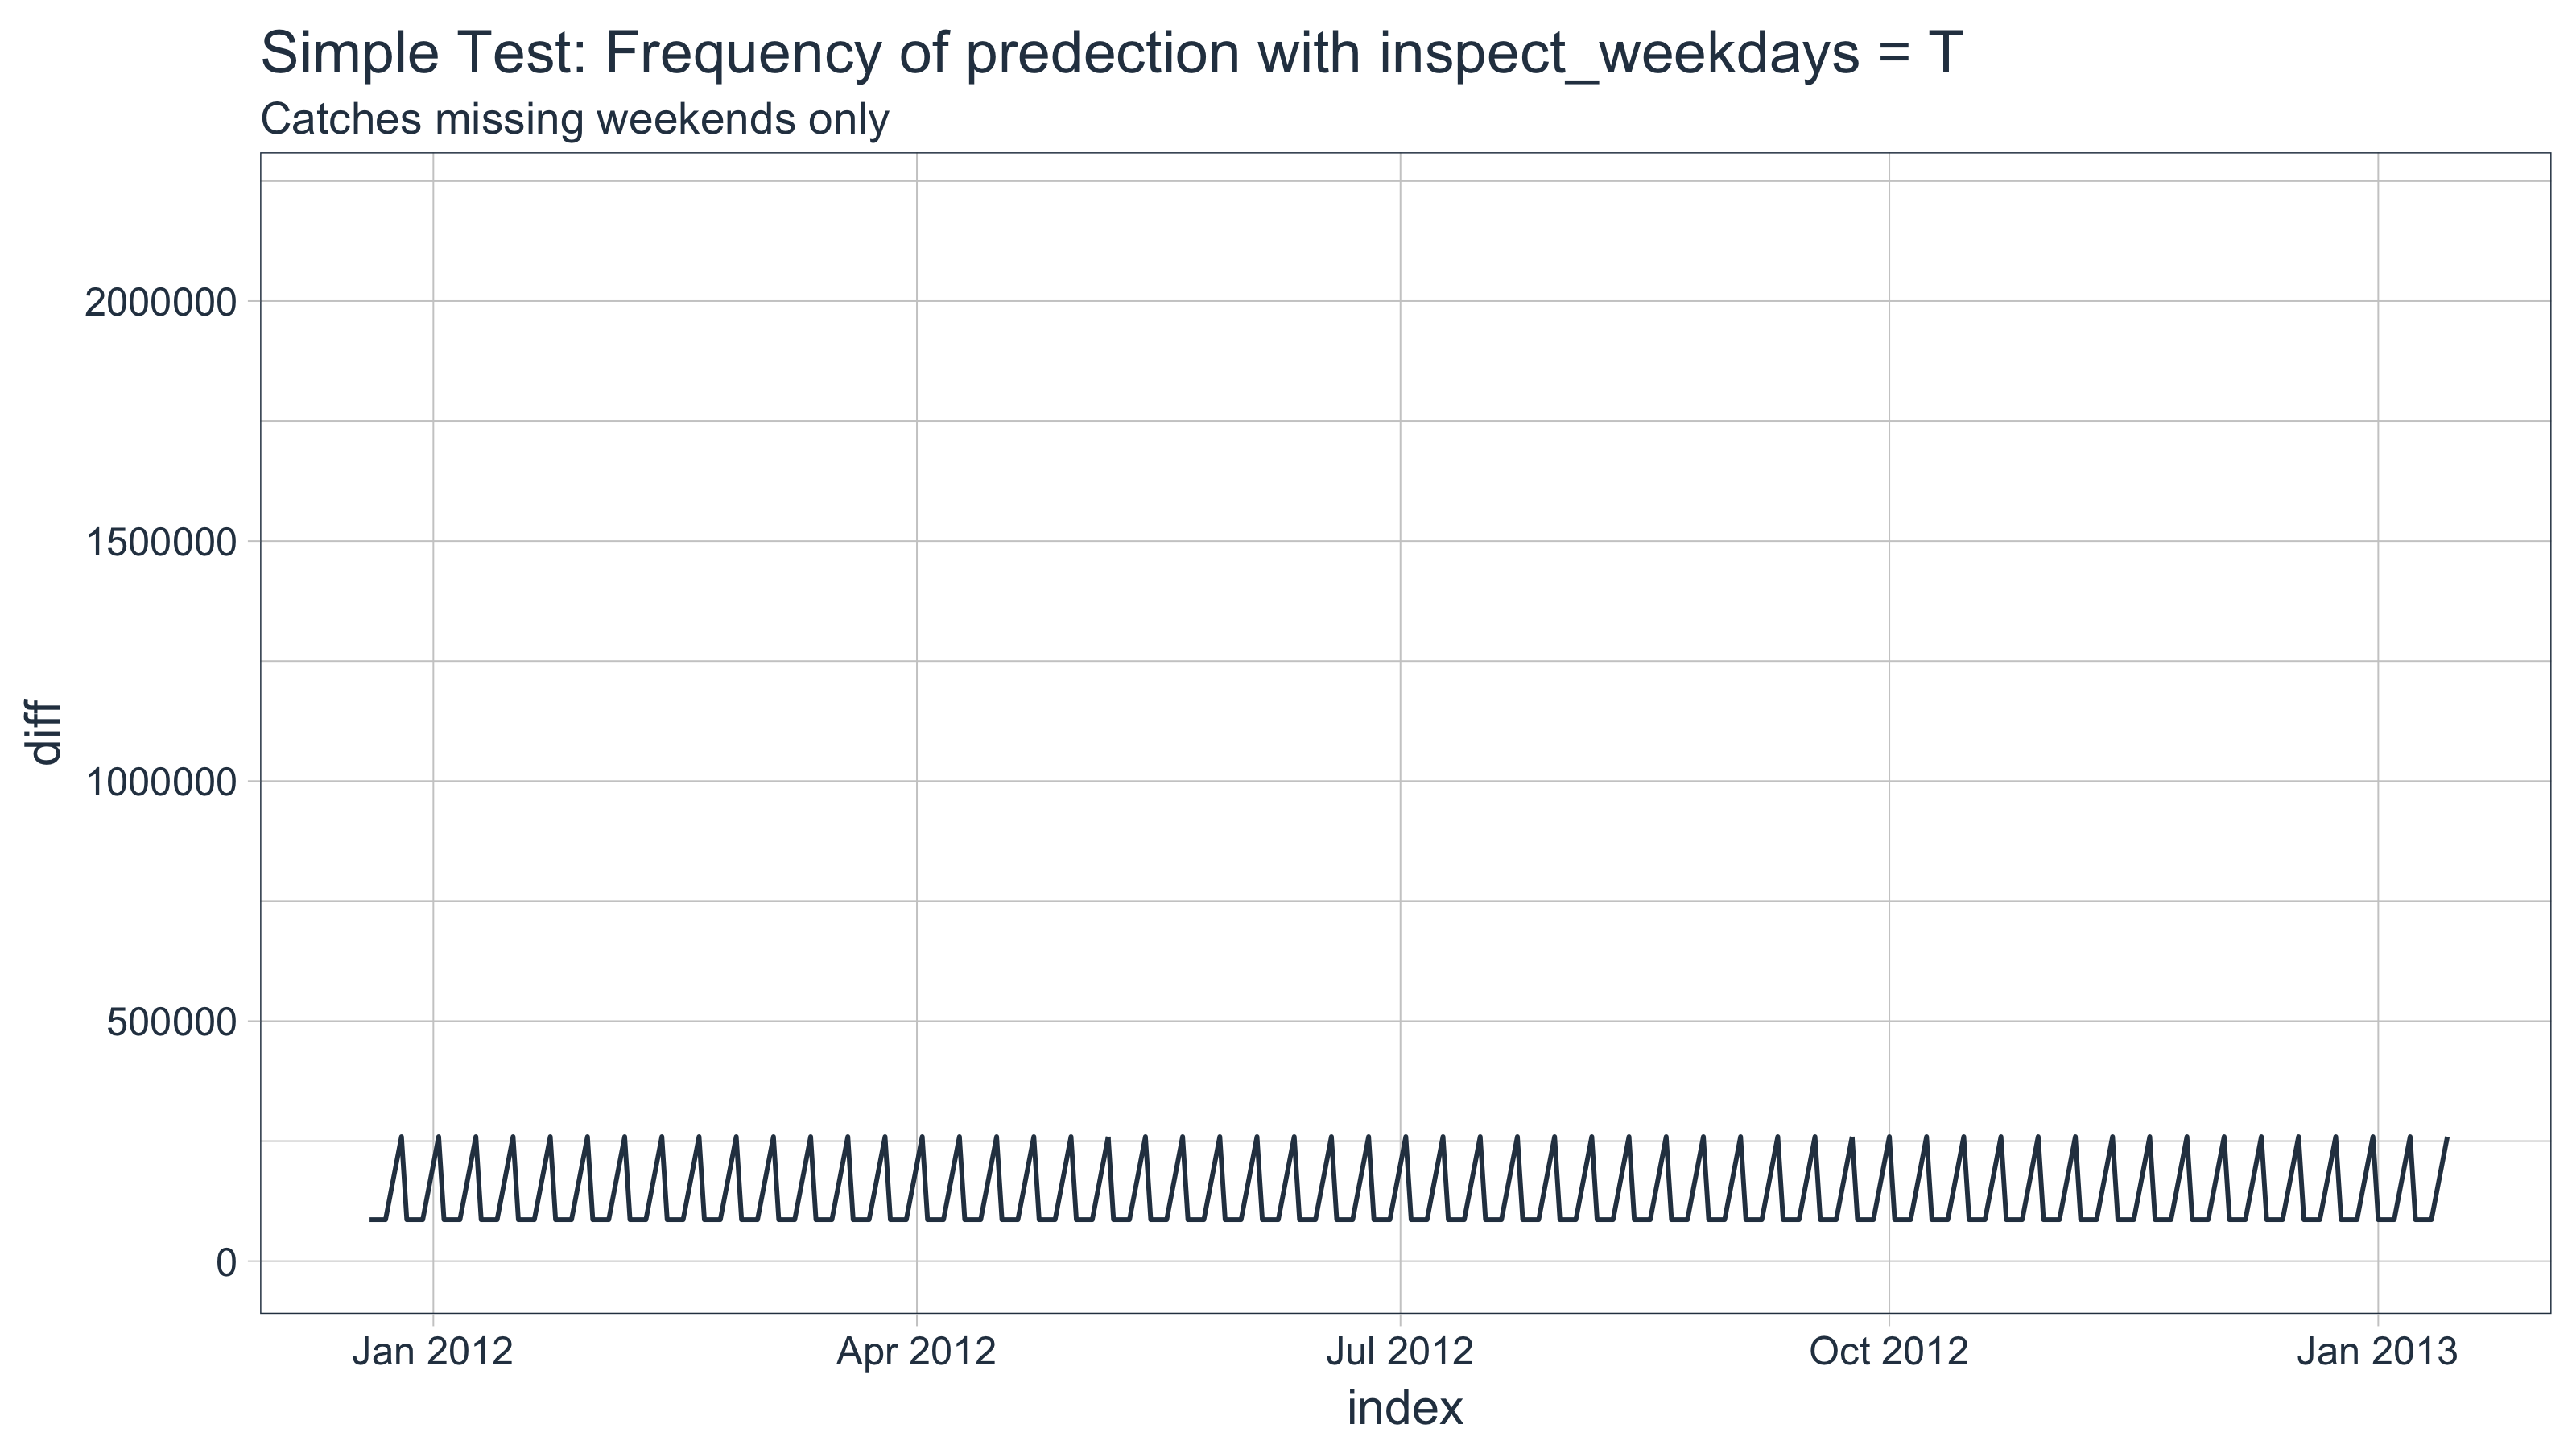 Simple Test: Frequency of predection with inspect_weekdays = T
Catches missing weekends only
2000000
1500000
1000000
500000
0
diff
Jan 2012 Apr 2012 Jul 2012 Oct 2012 Jan 2013
index